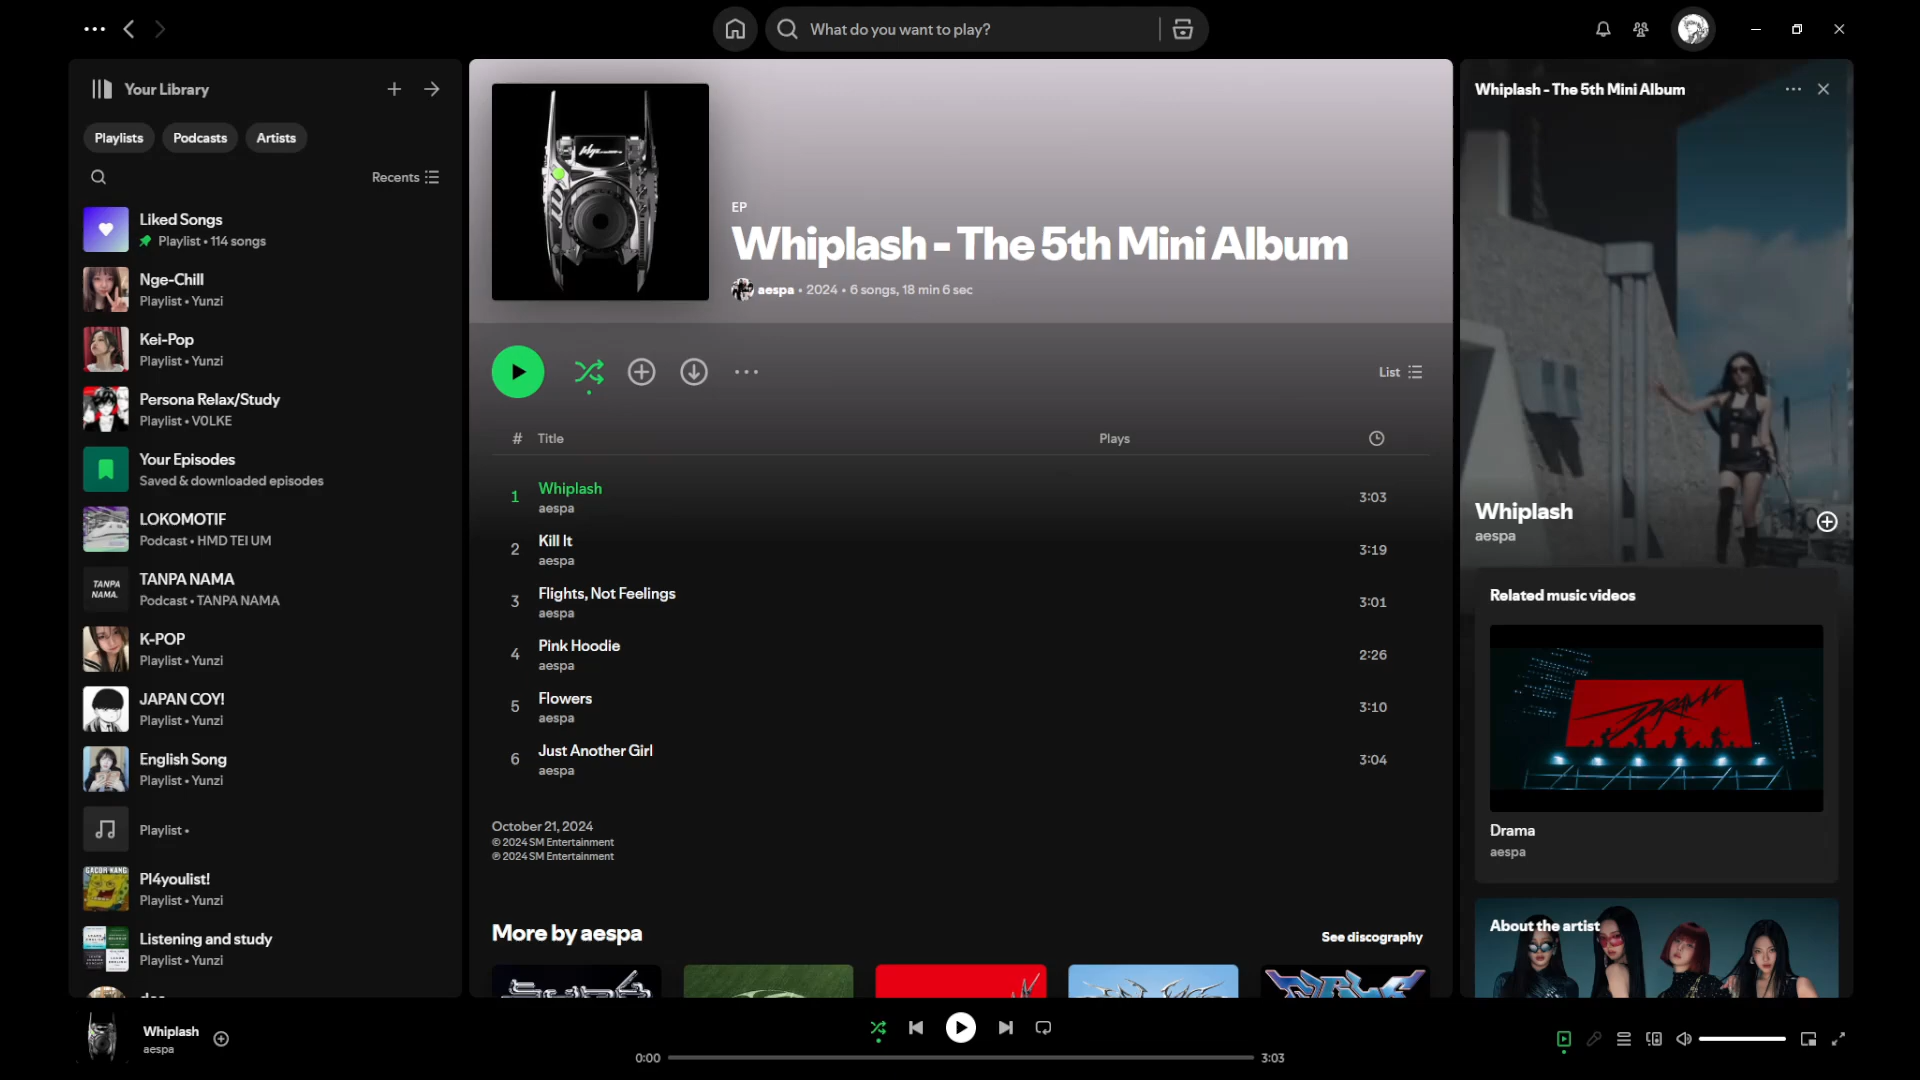 What do you want to play?
Your Library
Playlists
Podcasts
Artists
Recents
Liked Songs
Playlist • 114 songs
Nge-Chill
Playlist • Yunzi
Kei-Pop
Playlist • Yunzi
Persona Relax/Study
Playlist • V0LKE
Your Episodes
Saved & downloaded episodes
LOKOMOTIF
Podcast • HMD TEI UM
TANPA NAMA.
TANPA NAMA
Podcast • TANPA NAMA
K-POP
Playlist • Yunzi
JAPAN COY!
Playlist • Yunzi
English Song
Playlist • Yunzi
Playlist •
GACOR KANG
Pl4youlist!
Playlist • Yunzi
Listening and study
Playlist • Yunzi
EP
Whiplash - The 5th Mini Album
aespa • 2024 • 6 songs, 18 min 6 sec
List
# Title Plays
1 Whiplash 3:03
aespa
2 Kill It 3:19
aespa
3 Flights, Not Feelings 3:01
aespa
4 Pink Hoodie 2:26
aespa
5 Flowers 3:10
aespa
6 Just Another Girl 3:04
aespa
October 21, 2024
© 2024 SM Entertainment
℗ 2024 SM Entertainment
More by aespa
See discography
Whiplash - The 5th Mini Album
Whiplash
aespa
Related music videos
DRAMA
Drama
aespa
About the artist
Whiplash
aespa
0:00
3:03